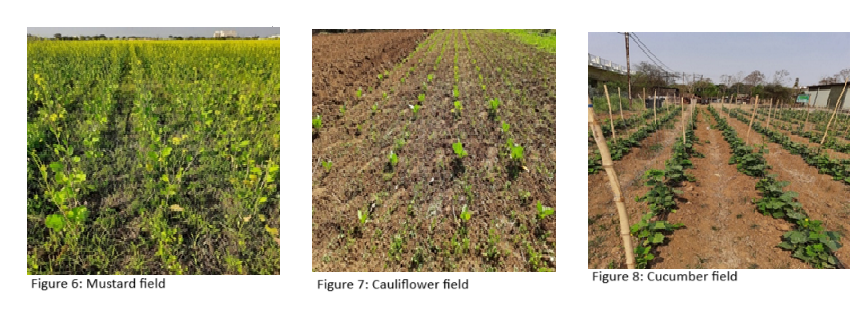 Figure 6: Mustard field
Figure 7: Cauliflower field
Figure 8: Cucumber field